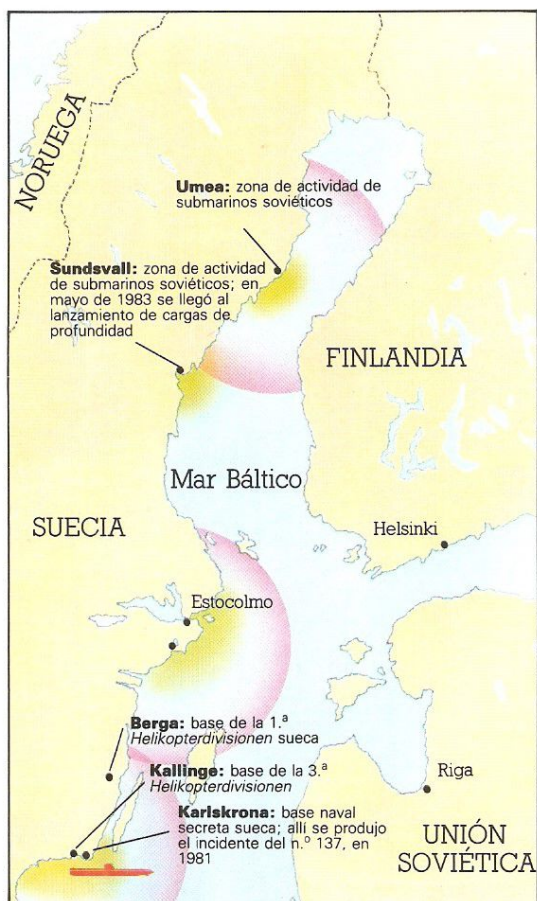 NORUEGA
Umea: zona de actividad de
submarinos soviéticos
Sundsvall: zona de actividad
de submarinos soviéticos; en
mayo de 1983 se llegó al
lanzamiento de cargas de
profundidad
FINLANDIA
Mar Báltico
SUECIA
Helsinki
Estocolmo
Berga: base de la 1.ª
Helikopterdivisionen sueca
Kallinge: base de la 3.ª
Helikopterdivisionen
Riga
Karlskrona: base naval
secreta sueca; allí se produjo
el incidente del n.º 137, en
1981
UNIÓN
SOVIÉTICA